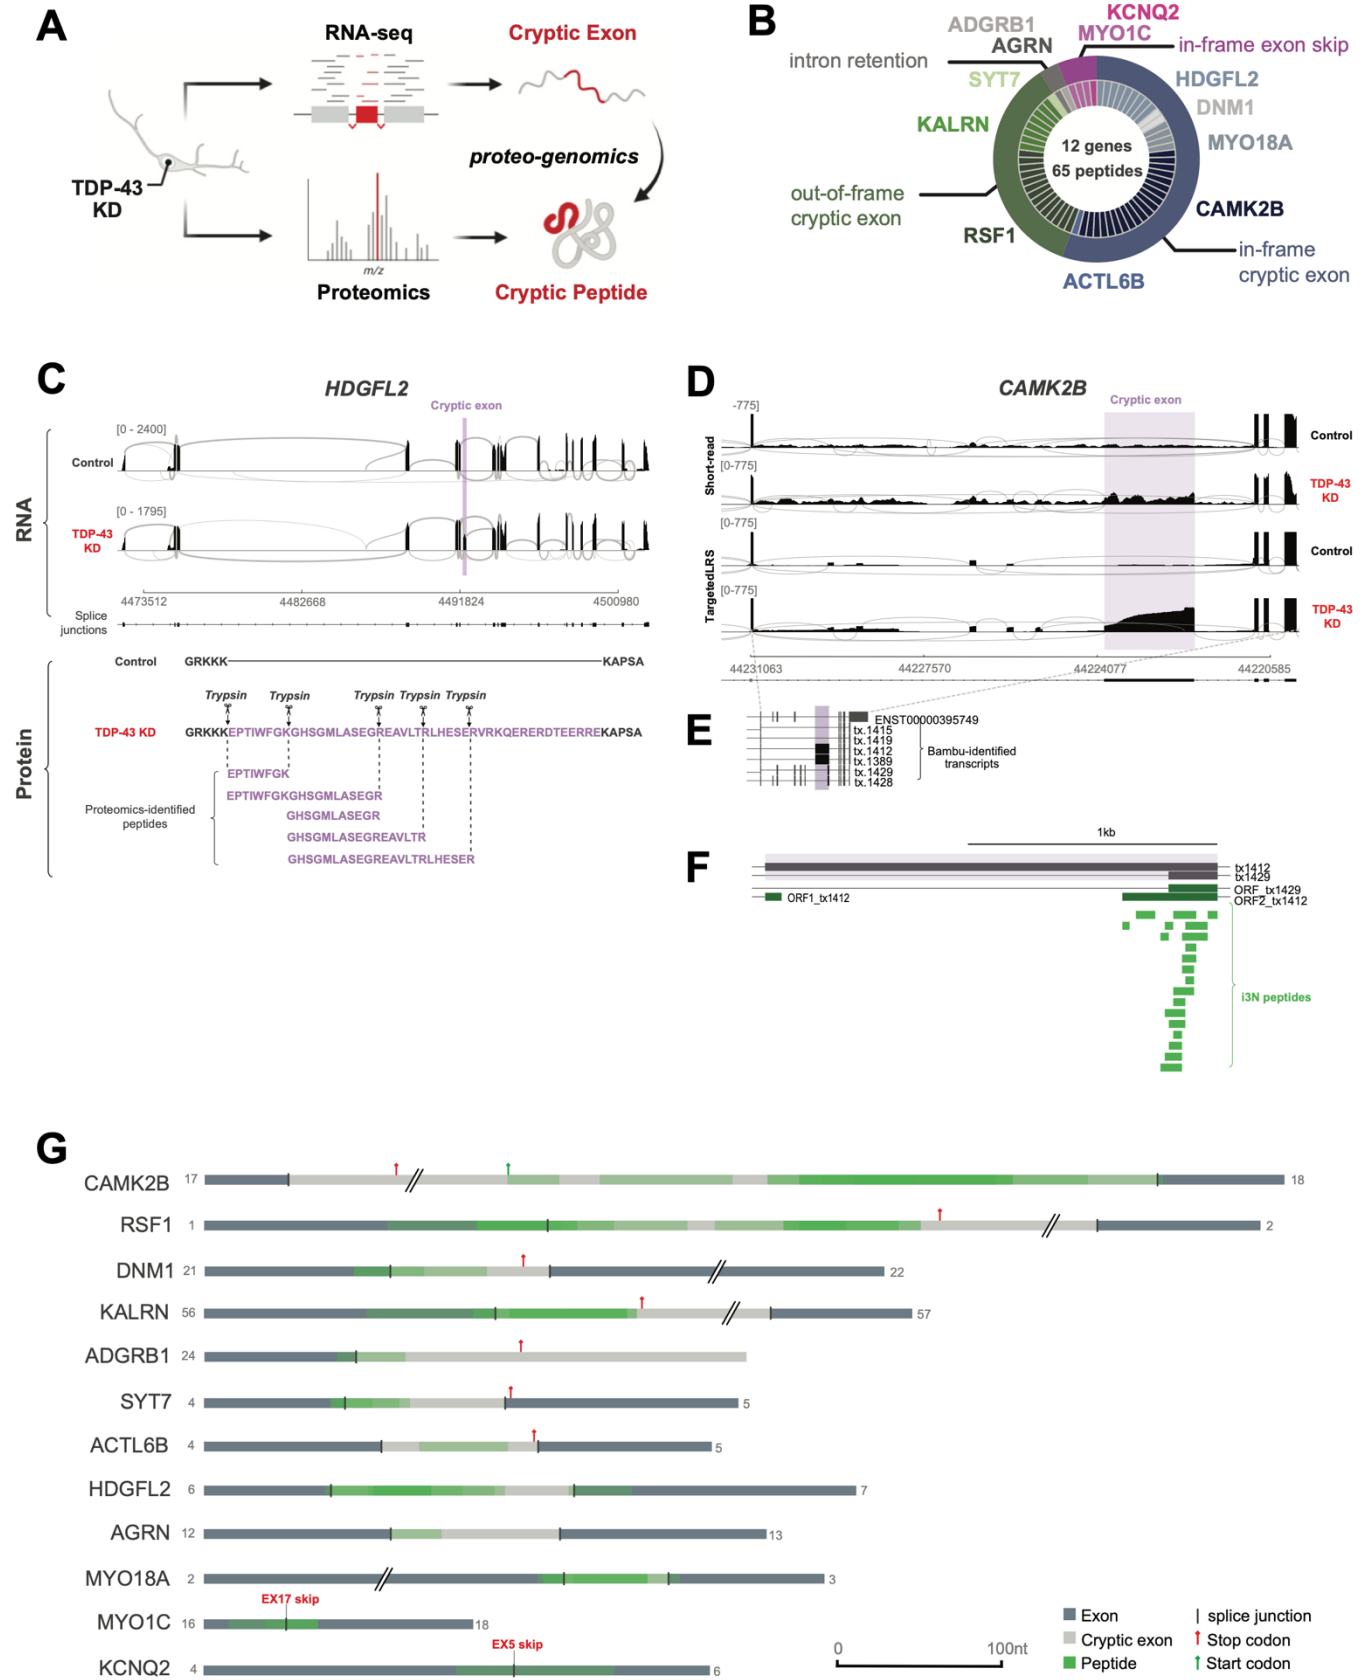 A
RNA-seq
Cryptic Exon
TDP-43
KD
proteo-genomics
m/z
Proteomics
Cryptic Peptide
B
KCNQ2
ADGRB1
MYO1C
AGRN
in-frame exon skip
intron retention
SYT7
HDGFL2
DNM1
KALRN
MYO18A
12 genes
65 peptides
out-of-frame
cryptic exon
CAMK2B
RSF1
in-frame
cryptic exon
ACTL6B
C
HDGFL2
Cryptic exon
RNA
[0 - 2400]
Control
[0 - 1795]
TDP-43
KD
4473512
4482668
4491824
4500980
Splice
junctions
Protein
Control
GRKKK
KAPSA
Trypsin
Trypsin
Trypsin
Trypsin
Trypsin
TDP-43 KD
GRKKKEPTIWFGKGHSGMLASEGREAVLTRLHESERVRKQERERDTEERREKAPSA
EPTIWFGK
EPTIWFGKGHSGMLASEGR
Proteomics-identified
peptides
GHSGMLASEGR
GHSGMLASEGREAVLTR
GHSGMLASEGREAVLTRLHESER
D
CAMK2B
Cryptic exon
Short-read
-775]
Control
[0-775]
TDP-43
KD
TargetedLRS
[0-775]
Control
[0-775]
TDP-43
KD
44231063
44227570
44224077
44220585
E
ENST00000395749
tx.1415
tx.1419
tx.1412
tx.1389
tx.1429
tx.1428
Bambu-identified
transcripts
F
1kb
tx1412
tx1429
ORF_tx1429
ORF1_tx1412
ORF2_tx1412
i3N peptides
G
CAMK2B 17 18
RSF1 1 2
DNM1 21 22
KALRN 56 57
ADGRB1 24
SYT7 4 5
ACTL6B 4 5
HDGFL2 6 7
AGRN 12 13
MYO18A 2 3
EX17 skip
MYO1C 16 18
EX5 skip
KCNQ2 4 6
0 100nt
Exon
Cryptic exon
Peptide
splice junction
Stop codon
Start codon